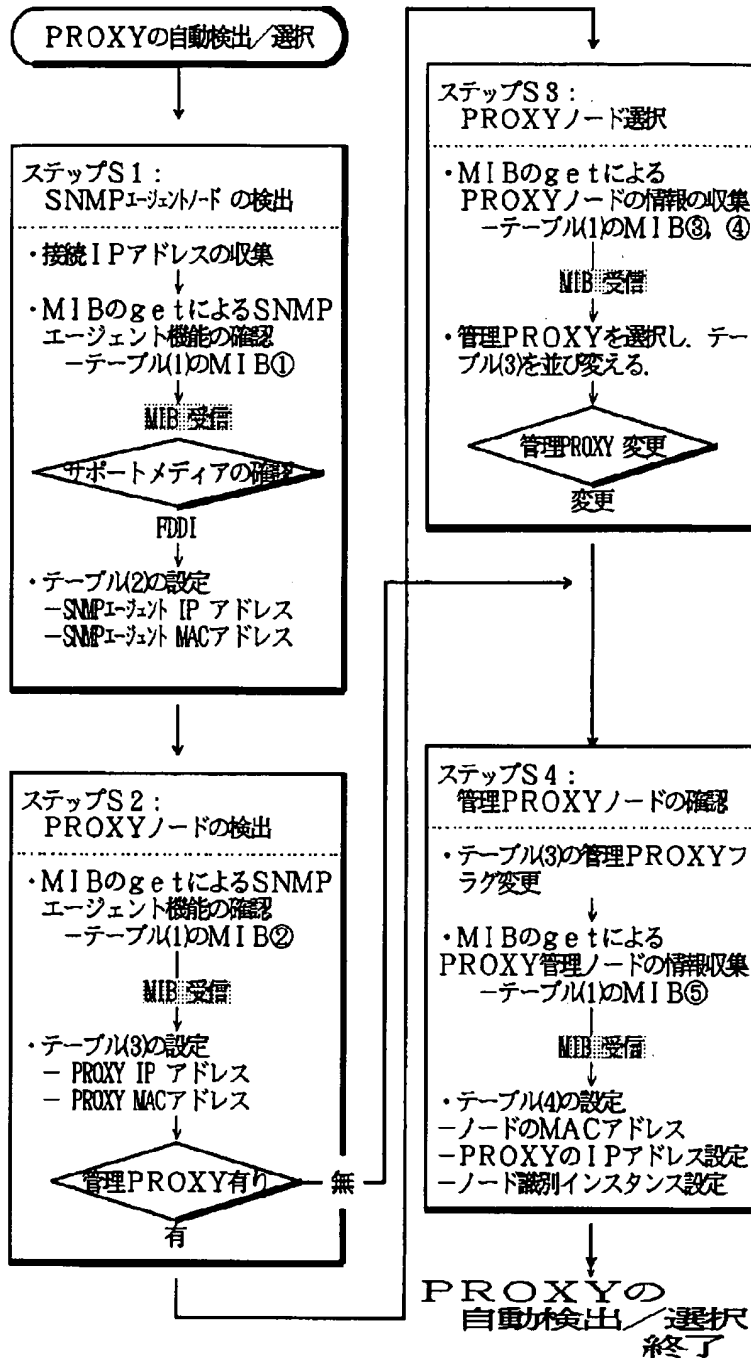 PROXYの自動検出／選択
ステップS1：
SNMPエージェントノード の検出
・接続IPアドレスの収集
・MIBのgetによるSNMP
エージェント機能の確認
－テーブル(1)のMIB①
MIB 受信
サポートメディアの確認
FDDI
・テーブル(2)の設定
－SNMPエージェント IP アドレス
－SNMPエージェント MACアドレス
ステップS2：
PROXYノードの検出
・MIBのgetによるSNMP
エージェント機能の確認
－テーブル(1)のMIB②
MIB 受信
・テーブル(3)の設定
－ PROXY IP アドレス
－ PROXY MACアドレス
管理PROXY有り
無
有
ステップS3：
PROXYノード選択
・MIBのgetによる
PROXYノードの情報の収集
－テーブル(1)のMIB③, ④
MIB 受信
・管理PROXYを選択し, テー
ブル(3)を並び変える.
管理PROXY 変更
変更
ステップS4：
管理PROXYノードの確認
・テーブル(3)の管理PROXYフ
ラグ変更
・MIBのgetによる
PROXY管理ノードの情報収集
－テーブル(1)のMIB⑤
MIB 受信
・テーブル(4)の設定
－ノードのMACアドレス
－PROXYのIPアドレス設定
－ノード識別インスタンス設定
PROXYの
自動検出／選択
終了